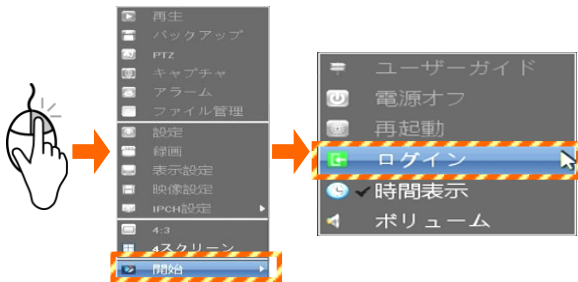 再生
バックアップ
PTZ
キャプチャ
アラーム
ファイル管理
設定
録画
表示設定
映像設定
IPCH設定
4:3
4スクリーン
開始
ユーザーガイド
電源オフ
再起動
ログイン
時間表示
ボリューム